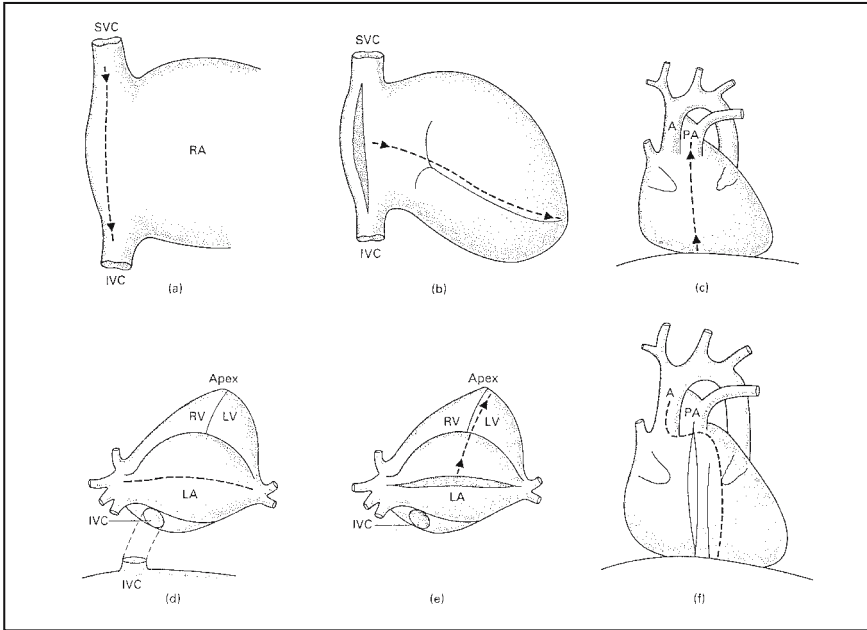 SVC
RA
IVC
(a)
SVC
IVC
(b)
A
PA
(c)
Apex
RV
LV
LA
IVC
IVC
(d)
Apex
RV
LV
LA
IVC
(e)
A
PA
(f)